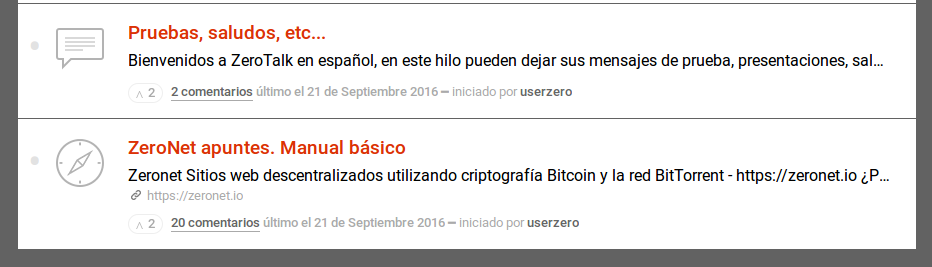 Pruebas, saludos, etc...
Bienvenidos a ZeroTalk en español, en este hilo pueden dejar sus mensajes de prueba, presentaciones, sal...
2 2 comentarios último el 21 de Septiembre 2016 ━ iniciado por userzero
ZeroNet apuntes. Manual básico
Zeronet Sitios web descentralizados utilizando criptografía Bitcoin y la red BitTorrent - https://zeronet.io ¿P...
https://zeronet.io
2 20 comentarios último el 21 de Septiembre 2016 ━ iniciado por userzero